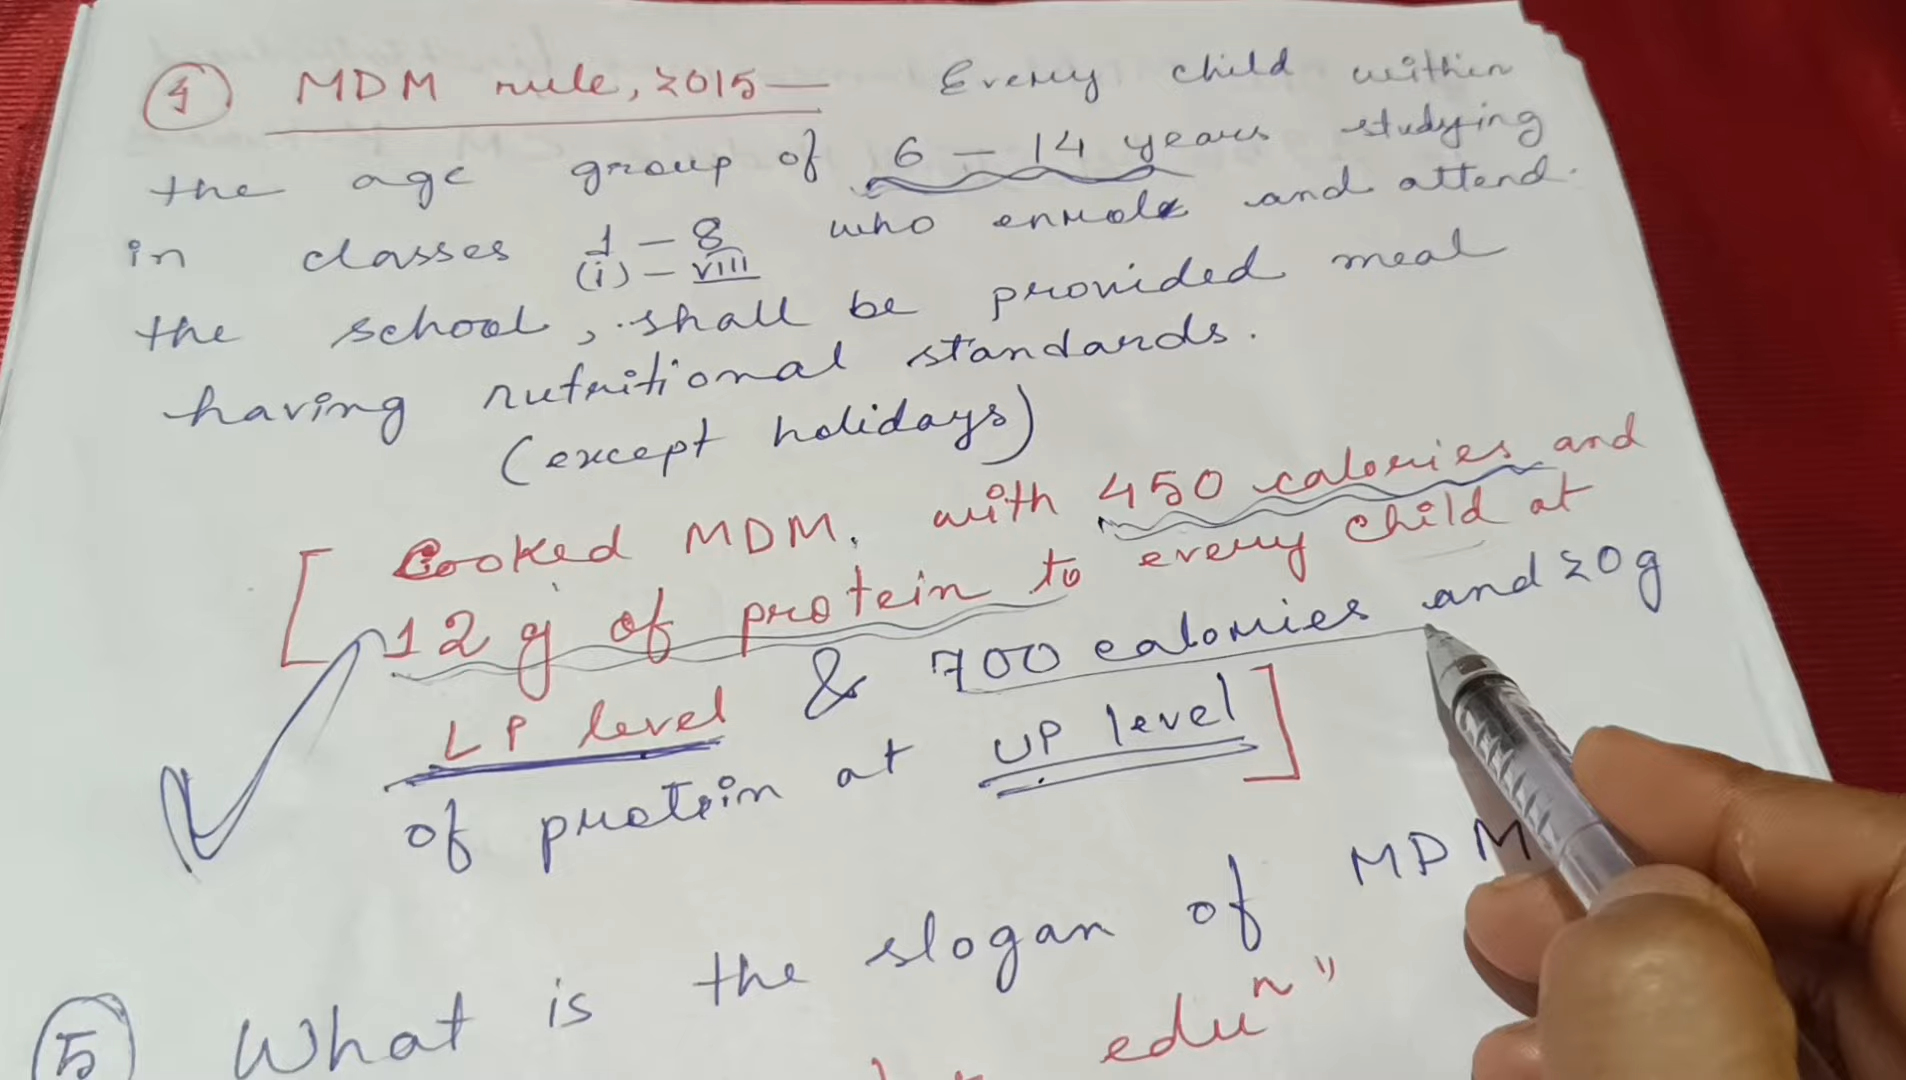 4 MDM rule, 2015 — Every child within
the age group of 6 – 14 years studying
in classes 1 – 8 who enrole and attend
(i) – VIII
the school, shall be provided meal
having nutritional standards.
(except holidays)
[ Cooked MDM, with 450 calories and
12 g of protein to every child at
LP level & 700 calories and 20g
of protein at UP level ]
5 What is the slogan of MDM
eduⁿ"